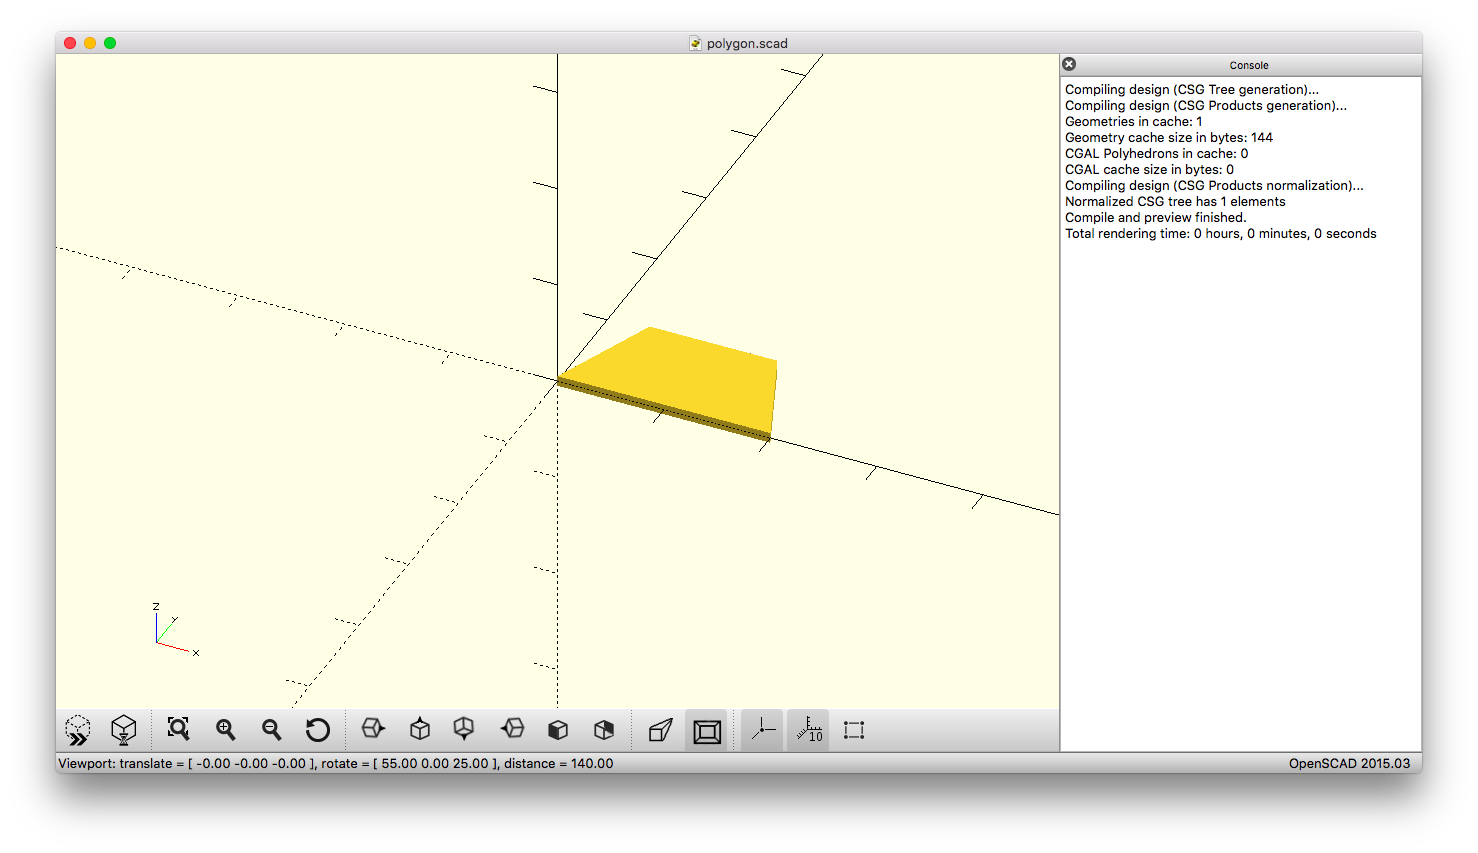 polygon.scad
Console
Compiling design (CSG Tree generation)...
Compiling design (CSG Products generation)...
Geometries in cache: 1
Geometry cache size in bytes: 144
CGAL Polyhedrons in cache: 0
CGAL cache size in bytes: 0
Compiling design (CSG Products normalization)...
Normalized CSG tree has 1 elements
Compile and preview finished.
Total rendering time: 0 hours, 0 minutes, 0 seconds
z
y
x
10
Viewport: translate = [ -0.00 -0.00 -0.00 ], rotate = [ 55.00 0.00 25.00 ], distance = 140.00
OpenSCAD 2015.03